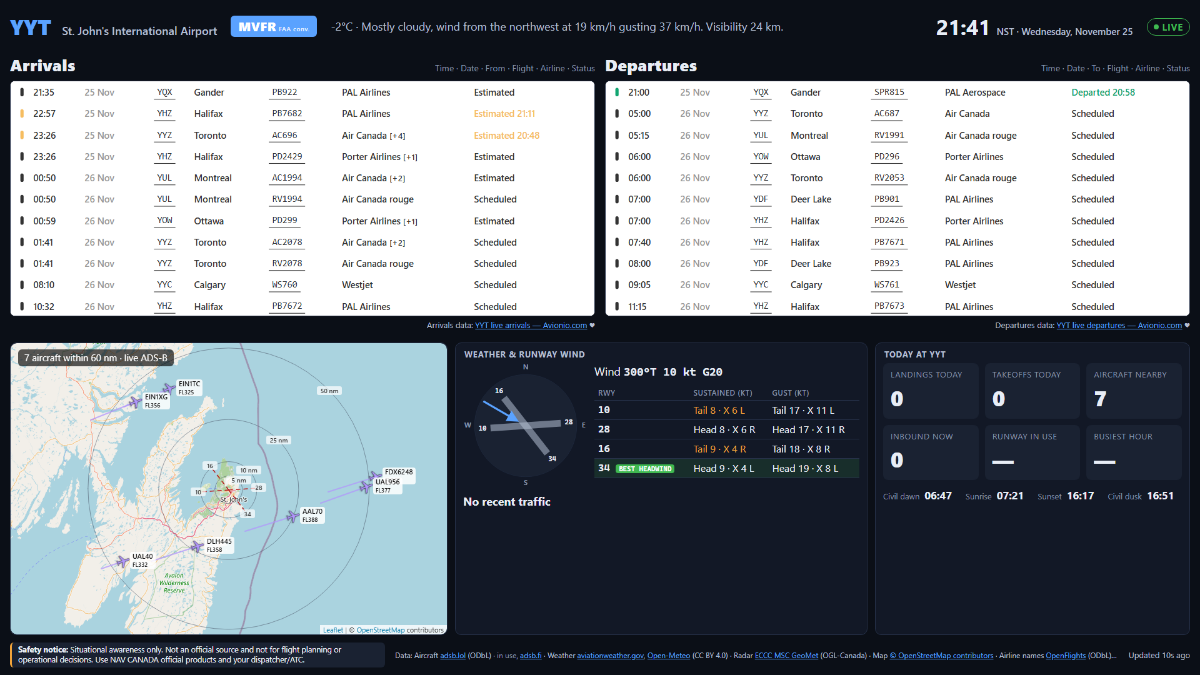 YYT St. John's International Airport MVFR FAA conv. -2°C · Mostly cloudy, wind from the northwest at 19 km/h gusting 37 km/h. Visibility 24 km. 21:41 NST · Wednesday, November 25 LIVE
Arrivals Time · Date · From · Flight · Airline · Status
21:35 25 Nov YQX Gander PB922 PAL Airlines Estimated
22:57 25 Nov YHZ Halifax PB7682 PAL Airlines Estimated 21:11
23:26 25 Nov YYZ Toronto AC696 Air Canada [+4] Estimated 20:48
23:26 25 Nov YHZ Halifax PD2429 Porter Airlines [+1] Estimated
00:50 26 Nov YUL Montreal AC1994 Air Canada [+2] Estimated
00:50 26 Nov YUL Montreal RV1994 Air Canada rouge Scheduled
00:59 26 Nov YOW Ottawa PD299 Porter Airlines [+1] Estimated
01:41 26 Nov YYZ Toronto AC2078 Air Canada [+2] Scheduled
01:41 26 Nov YYZ Toronto RV2078 Air Canada rouge Scheduled
08:10 26 Nov YYC Calgary WS760 Westjet Scheduled
10:32 26 Nov YHZ Halifax PB7672 PAL Airlines Scheduled
Arrivals data: YYT live arrivals — Avionio.com ♥
Departures Time · Date · To · Flight · Airline · Status
21:00 25 Nov YQX Gander SPR815 PAL Aerospace Departed 20:58
05:00 26 Nov YYZ Toronto AC687 Air Canada Scheduled
05:15 26 Nov YUL Montreal RV1991 Air Canada rouge Scheduled
06:00 26 Nov YOW Ottawa PD296 Porter Airlines Scheduled
06:00 26 Nov YYZ Toronto RV2053 Air Canada rouge Scheduled
07:00 26 Nov YDF Deer Lake PB901 PAL Airlines Scheduled
07:00 26 Nov YHZ Halifax PD2426 Porter Airlines Scheduled
07:40 26 Nov YHZ Halifax PB7671 PAL Airlines Scheduled
08:00 26 Nov YDF Deer Lake PB923 PAL Airlines Scheduled
09:05 26 Nov YYC Calgary WS761 Westjet Scheduled
11:15 26 Nov YHZ Halifax PB7673 PAL Airlines Scheduled
Departures data: YYT live departures — Avionio.com ♥
7 aircraft within 60 nm · live ADS-B
EIN1TC
FL325
EIN1XG
FL356
50 nm
25 nm
16
10 nm
5 nm
10
28
St. John's
34
FDX6248
UAL956
FL377
AAL70
FL388
DLH445
FL358
UAL40
FL332
Avalon
Wilderness
Reserve
Leaflet | © OpenStreetMap contributors
WEATHER & RUNWAY WIND
N
16
W 10 28 E
34
S
No recent traffic
Wind 300°T 10 kt G20
RWY SUSTAINED (KT) GUST (KT)
10 Tail 8 · X 6 L Tail 17 · X 11 L
28 Head 8 · X 6 R Head 17 · X 11 R
16 Tail 9 · X 4 R Tail 18 · X 8 R
34 BEST HEADWIND Head 9 · X 4 L Head 19 · X 8 L
TODAY AT YYT
LANDINGS TODAY
0
TAKEOFFS TODAY
0
AIRCRAFT NEARBY
7
INBOUND NOW
0
RUNWAY IN USE
—
BUSIEST HOUR
—
Civil dawn 06:47 Sunrise 07:21 Sunset 16:17 Civil dusk 16:51
Safety notice: Situational awareness only. Not an official source and not for flight planning or
operational decisions. Use NAV CANADA official products and your dispatcher/ATC.
Data: Aircraft adsb.lol (ODbL) · in use, adsb.fi · Weather aviationweather.gov, Open-Meteo (CC BY 4.0) · Radar ECCC MSC GeoMet (OGL-Canada) · Map © OpenStreetMap contributors · Airline names OpenFlights (ODbL)... Updated 10s ago